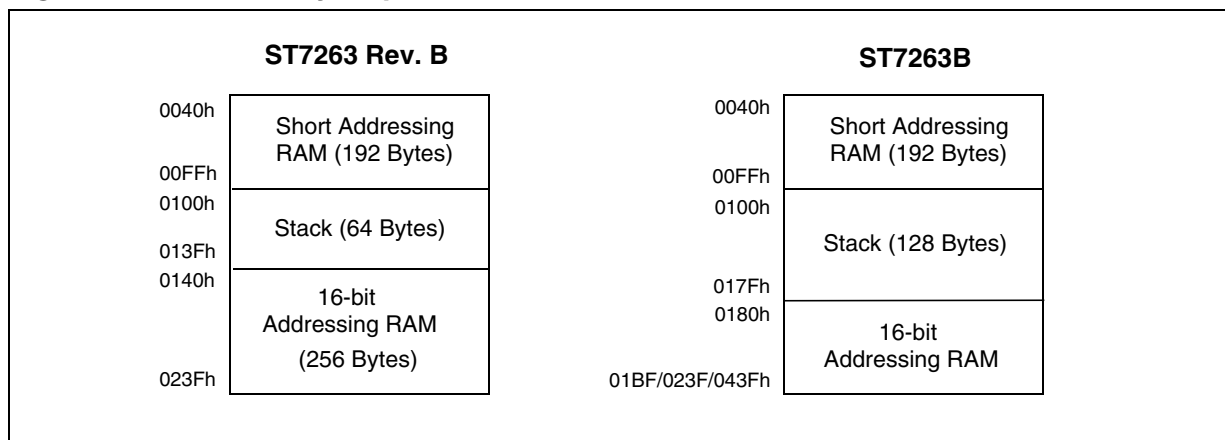 ST7263 Rev. B
0040h
Short Addressing
RAM (192 Bytes)
00FFh
0100h
Stack (64 Bytes)
013Fh
0140h
16-bit
Addressing RAM
(256 Bytes)
023Fh
ST7263B
0040h
Short Addressing
RAM (192 Bytes)
00FFh
0100h
Stack (128 Bytes)
017Fh
0180h
16-bit
Addressing RAM
01BF/023F/043Fh